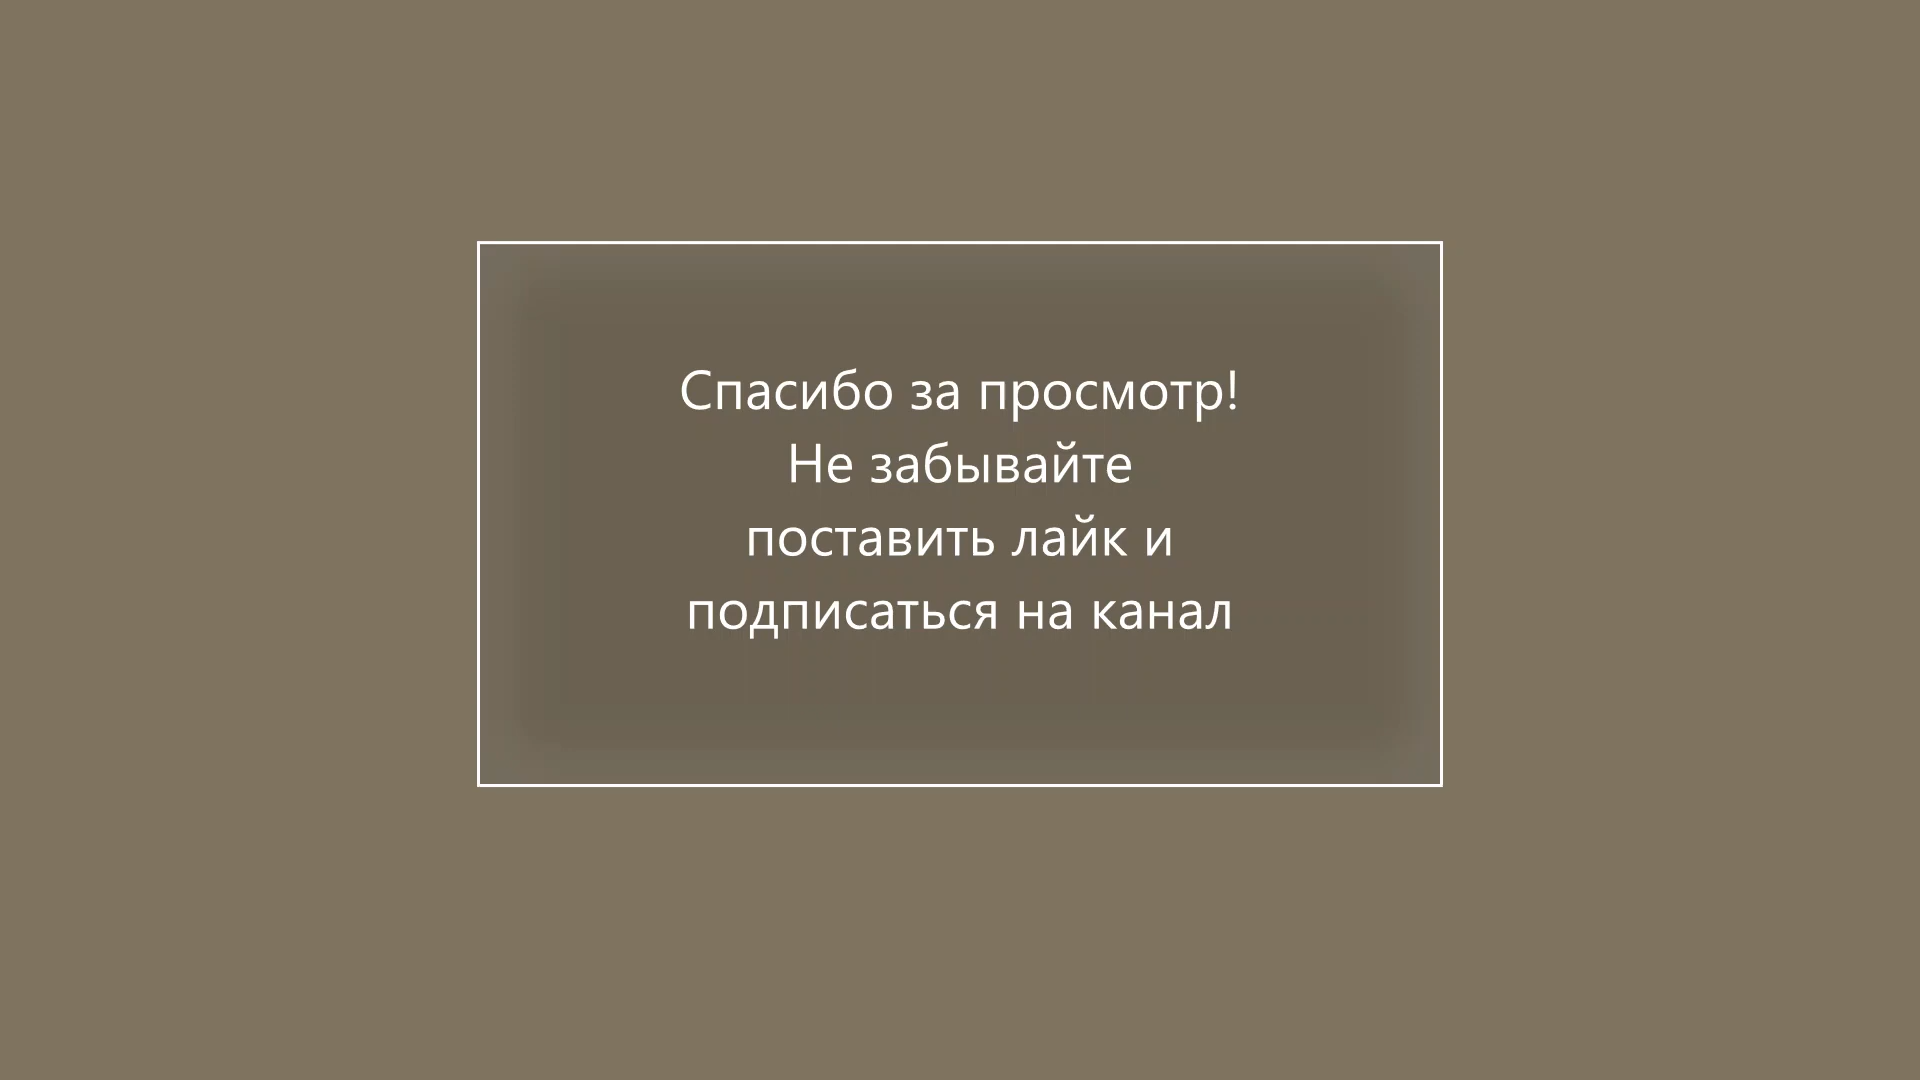 Спасибо за просмотр!
Не забывайте
поставить лайк и
подписаться на канал